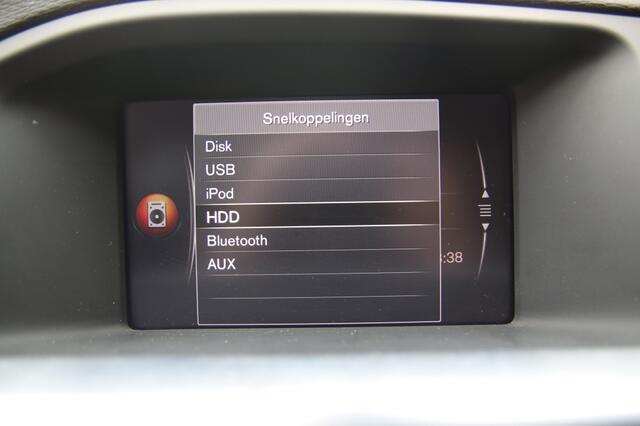 Snelkoppelingen
Disk
USB
iPod
HDD
Bluetooth
AUX
:38